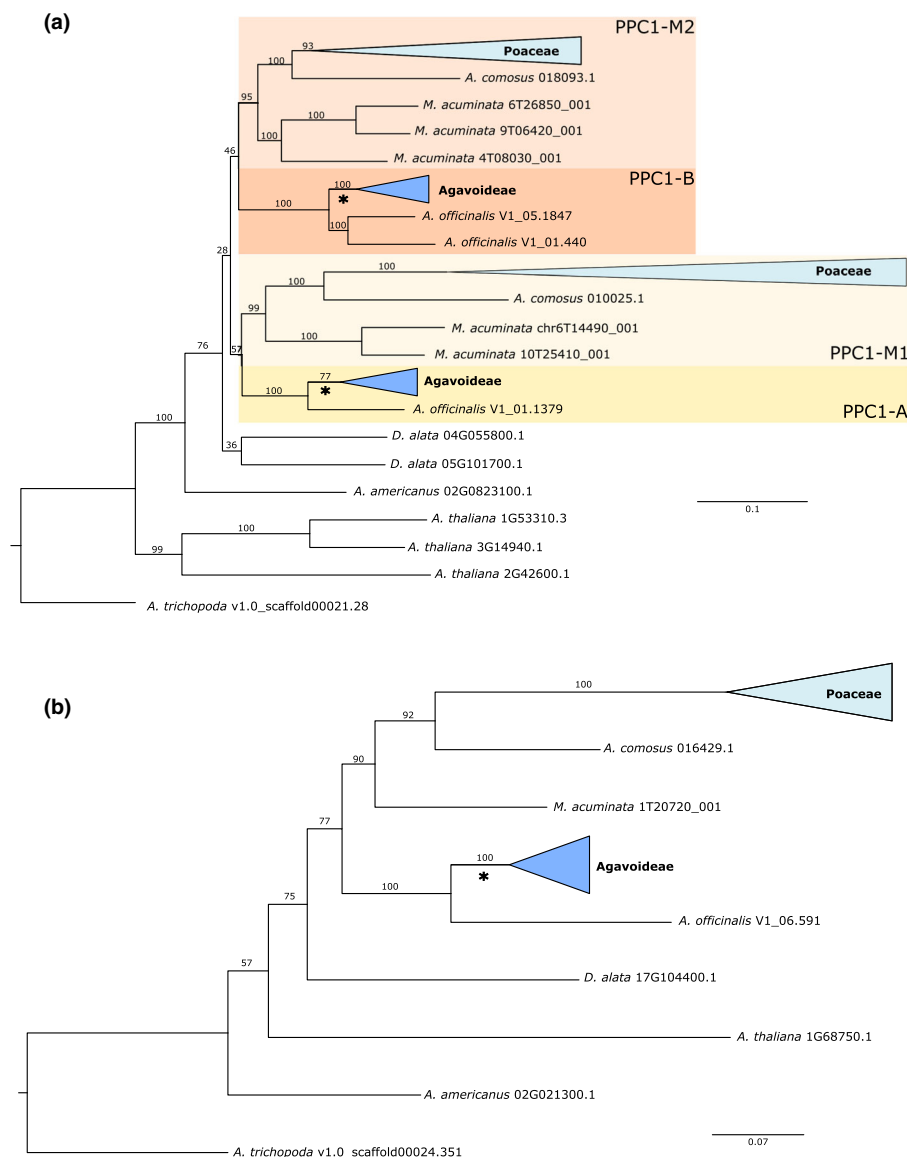 (a)
PPC1-M2
93
Poaceae
100
A. comosus 018093.1
95
M. acuminata 6T26850_001
100
M. acuminata 9T06420_001
100
M. acuminata 4T08030_001
46
PPC1-B
100
Agavoideae
*
100
A. officinalis V1_05.1847
100
A. officinalis V1_01.440
28
100
Poaceae
100
A. comosus 010025.1
99
M. acuminata chr6T14490_001
100
M. acuminata 10T25410_001
PPC1-M1
57
76
77
Agavoideae
*
100
A. officinalis V1_01.1379
PPC1-A
100
D. alata 04G055800.1
36
D. alata 05G101700.1
A. americanus 02G0823100.1
0.1
A. thaliana 1G53310.3
100
A. thaliana 3G14940.1
99
A. thaliana 2G42600.1
A. trichopoda v1.0_scaffold00021.28
(b)
100
Poaceae
92
A. comosus 016429.1
90
M. acuminata 1T20720_001
77
100
Agavoideae
*
100
A. officinalis V1_06.591
75
D. alata 17G104400.1
57
A. thaliana 1G68750.1
A. americanus 02G021300.1
0.07
A. trichopoda v1.0_scaffold00024.351